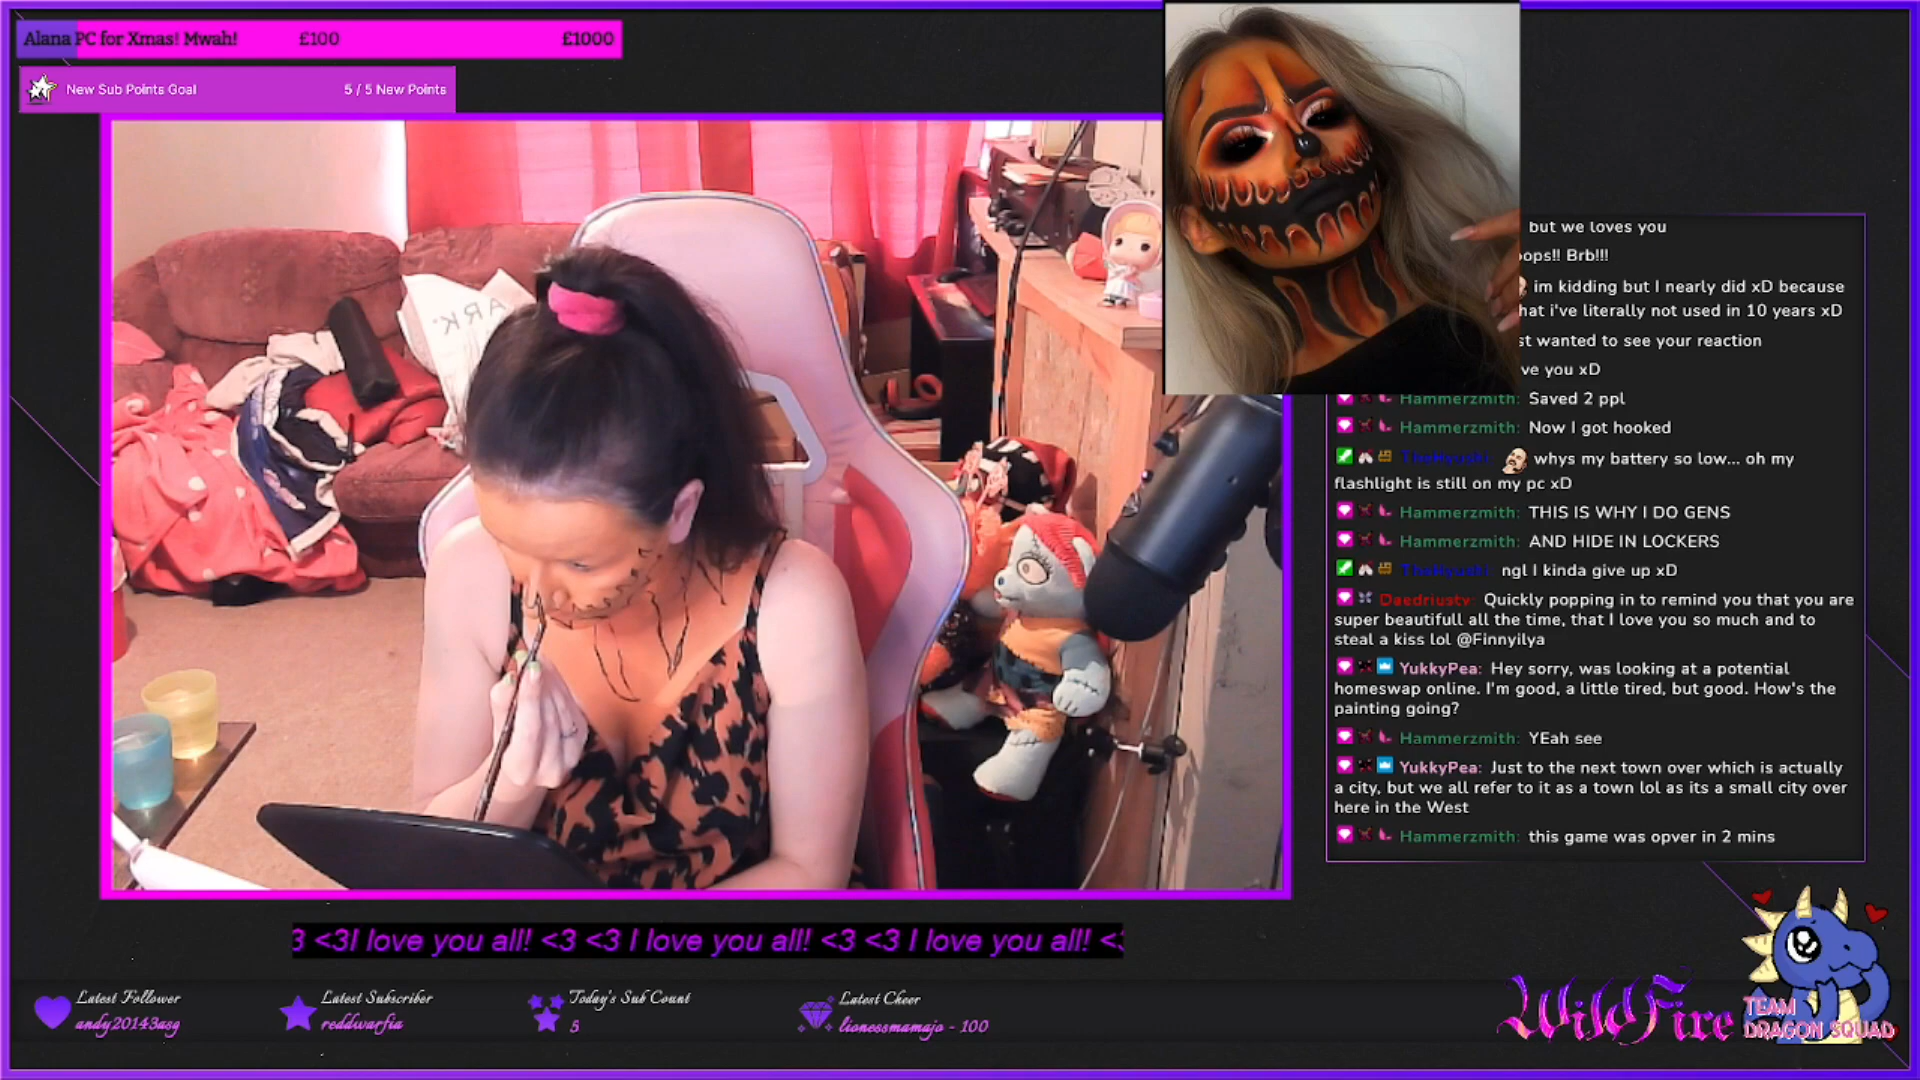 Alana PC for Xmas! Mwah! £100 £1000
New Sub Points Goal 5 / 5 New Points
ARK.
but we loves you
oops!! Brb!!!
im kidding but I nearly did xD because
hat i've literally not used in 10 years xD
st wanted to see your reaction
ve you xD
Hammerzmith: Saved 2 ppl
Hammerzmith: Now I got hooked
whys my battery so low... oh my
flashlight is still on my pc xD
Hammerzmith: THIS IS WHY I DO GENS
Hammerzmith: AND HIDE IN LOCKERS
ngl I kinda give up xD
Daedriustv: Quickly popping in to remind you that you are
super beautifull all the time, that I love you so much and to
steal a kiss lol @Finnyilya
YukkyPea: Hey sorry, was looking at a potential
homeswap online. I'm good, a little tired, but good. How's the
painting going?
Hammerzmith: YEah see
YukkyPea: Just to the next town over which is actually
a city, but we all refer to it as a town lol as its a small city over
here in the West
Hammerzmith: this game was opver in 2 mins
3 <3I love you all! <3 <3 I love you all! <3 <3 I love you all! <3
Latest Follower
andy20143asg
Latest Subscriber
reddwarfia
Today's Sub Count
5
Latest Cheer
lionessmamajo - 100
WildFire
TEAM
DRAGON SQUAD